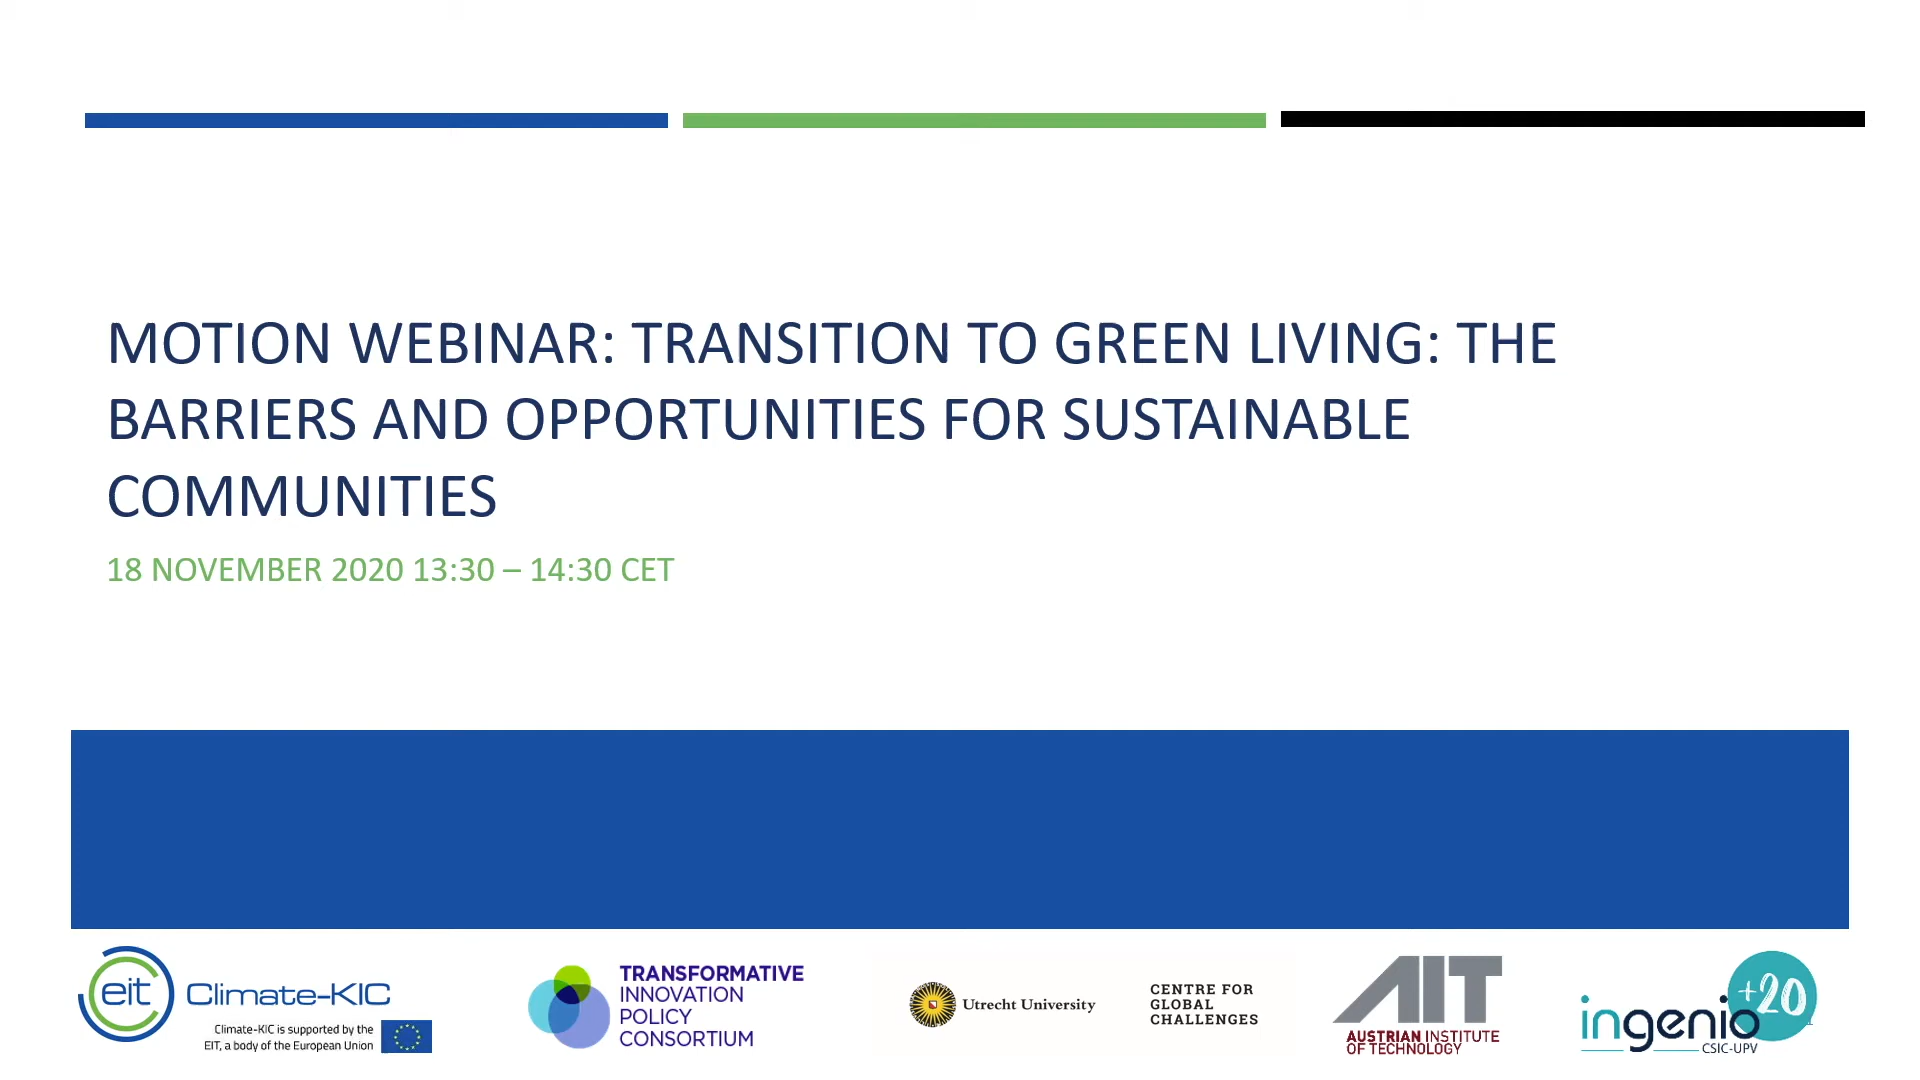 MOTION WEBINAR: TRANSITION TO GREEN LIVING: THE
BARRIERS AND OPPORTUNITIES FOR SUSTAINABLE
COMMUNITIES
18 NOVEMBER 2020 13:30 – 14:30 CET
eit Climate-KIC
Climate-KIC is supported by the
EIT, a body of the European Union
TRANSFORMATIVE
INNOVATION
POLICY
CONSORTIUM
Utrecht University
CENTRE FOR
GLOBAL
CHALLENGES
AIT
AUSTRIAN INSTITUTE
OF TECHNOLOGY
ingenio +20
CSIC-UPV
1